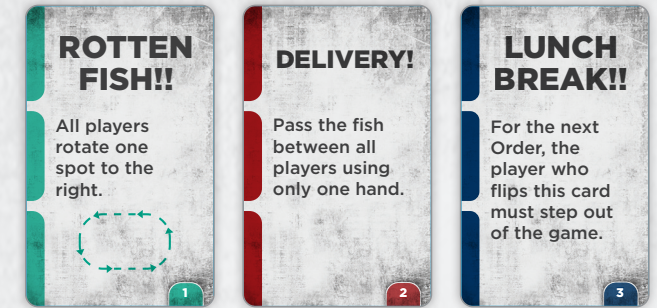 ROTTEN
FISH!!
All players
rotate one
spot to the
right.
1
DELIVERY!
Pass the fish
between all
players using
only one hand.
2
LUNCH
BREAK!!
For the next
Order, the
player who
flips this card
must step out
of the game.
3